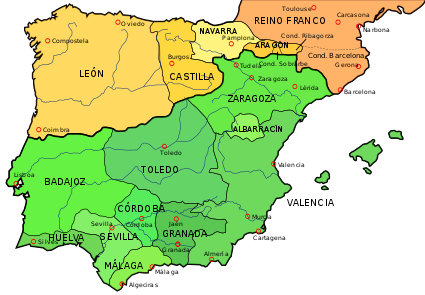 Toulouse
REINO FRANCO
Carcasona
Narbona
Oviedo
NAVARRA
Pamplona
Compostela
ARAGÓN
Cond. Ribagorza
Burgos
Cond. Barcelona
Tudela
Cond. Sobrarbe
Gerona
LEÓN
CASTILLA
Zaragoza
Lérida
Barcelona
ZARAGOZA
Coimbra
ALBARRACÍN
Toledo
TOLEDO
Valencia
Lisboa
BADAJOZ
VALENCIA
CÓRDOBA
Córdoba
Jaén
Murcia
Sevilla
SEVILLA
GRANADA
Cartagena
HUELVA
Silves
Granada
Almería
MÁLAGA
Málaga
Algeciras